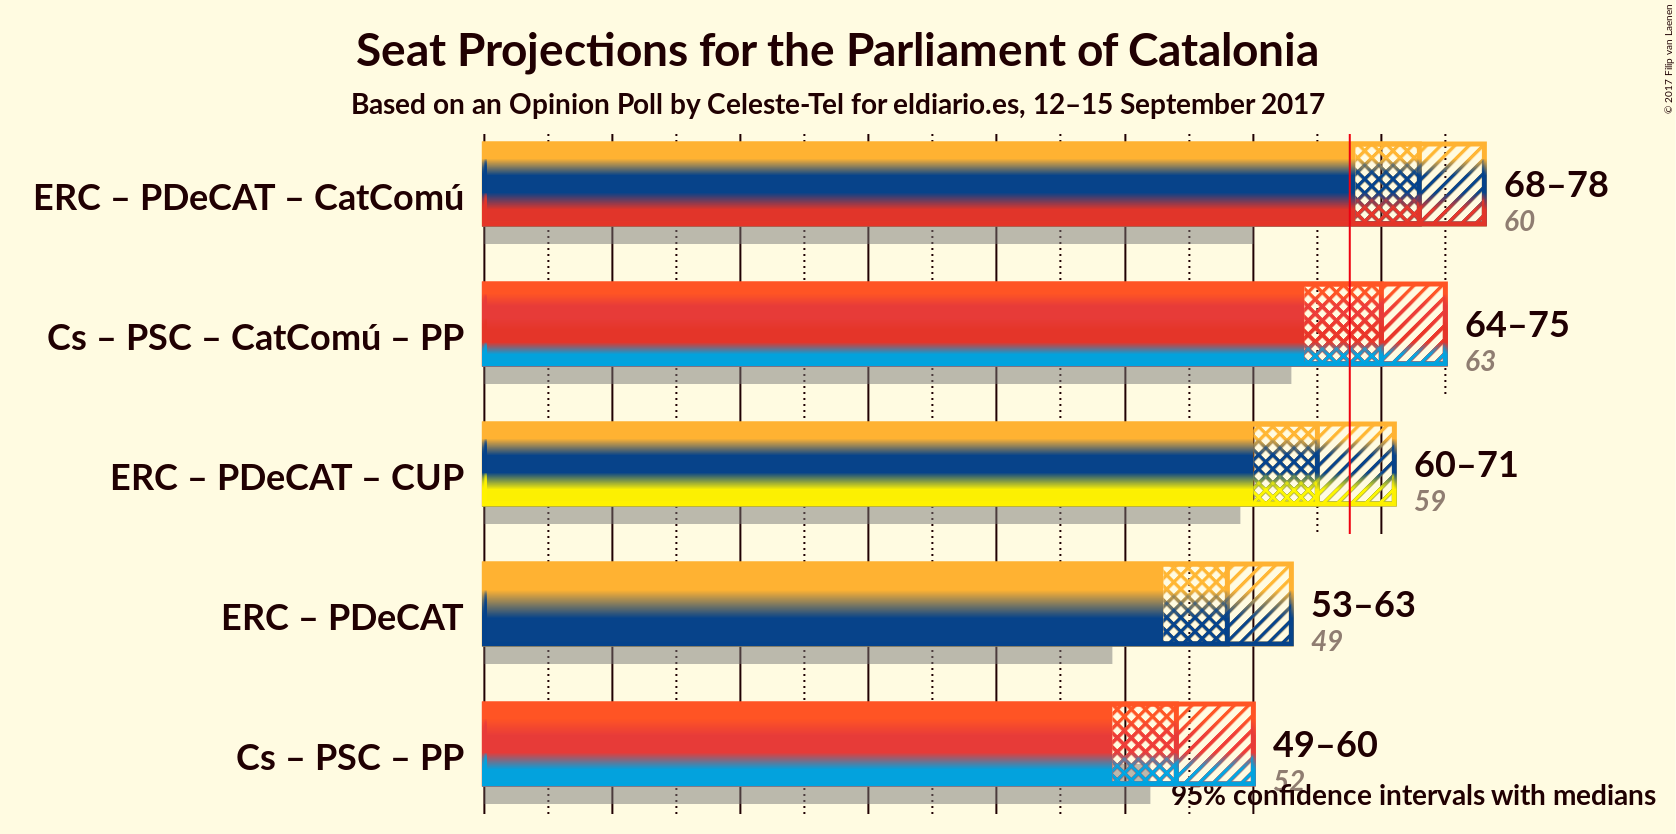 Seat Projections for the Parliament of Catalonia
Based on an Opinion Poll by Celeste-Tel for eldiario.es, 12–15 September 2017
© 2017 Filip van Laenen
ERC – PDeCAT – CatComú
68–78
60
Cs – PSC – CatComú – PP
64–75
63
ERC – PDeCAT – CUP
60–71
59
ERC – PDeCAT
53–63
49
Cs – PSC – PP
49–60
52
95% confidence intervals with medians